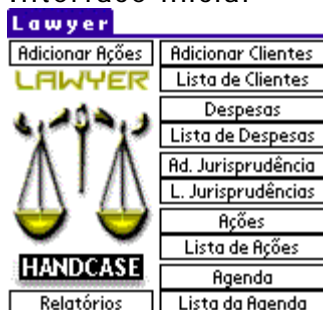 Interface Inicial
Lawyer
Adicionar Ações
Adicionar Clientes
LAWYER
Lista de Clientes
Despesas
Lista de Despesas
Ad. Jurisprudência
L. Jurisprudências
Ações
Lista de Ações
HANDCASE
Agenda
Relatórios
Lista da Agenda